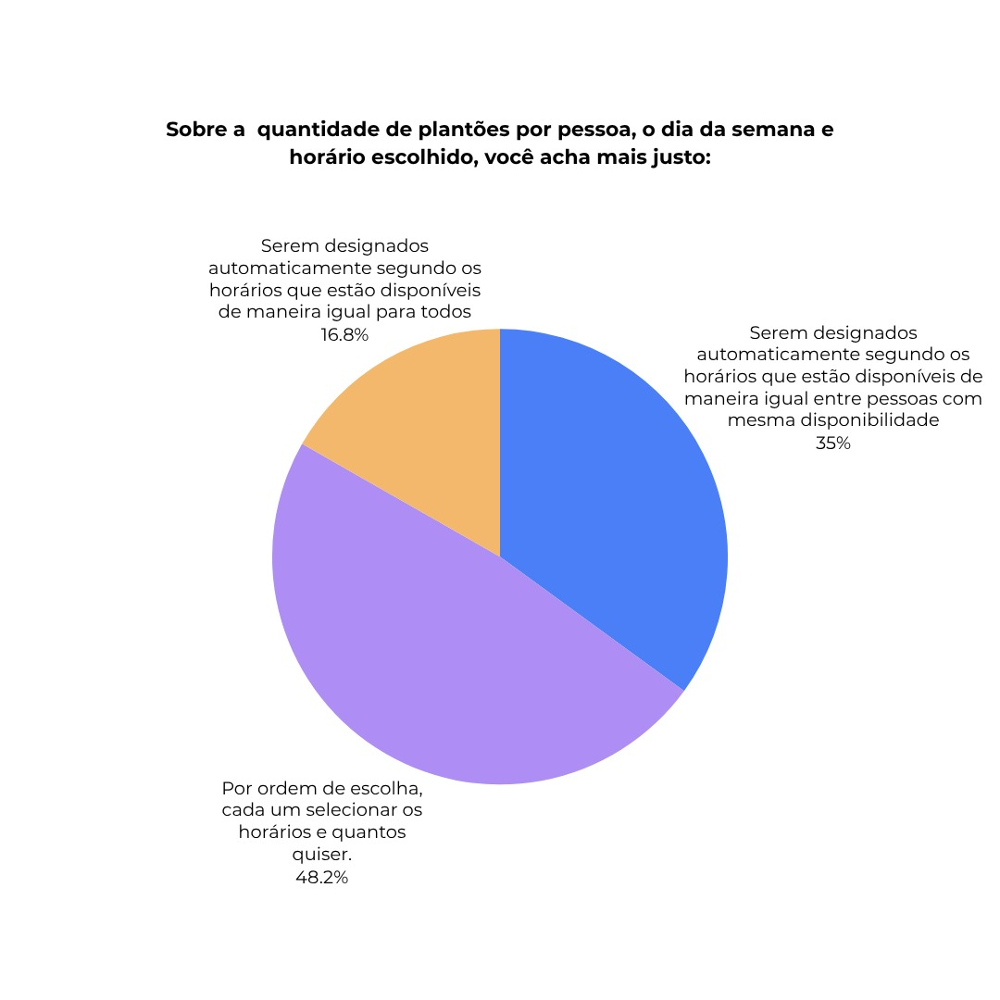 Sobre a  quantidade de plantões por pessoa, o dia da semana e
horário escolhido, você acha mais justo:
Serem designados
automaticamente segundo os
horários que estão disponíveis
de maneira igual para todos
16.8%
Serem designados
automaticamente segundo os
horários que estão disponíveis de
maneira igual entre pessoas com
mesma disponibilidade
35%
Por ordem de escolha,
cada um selecionar os
horários e quantos
quiser.
48.2%